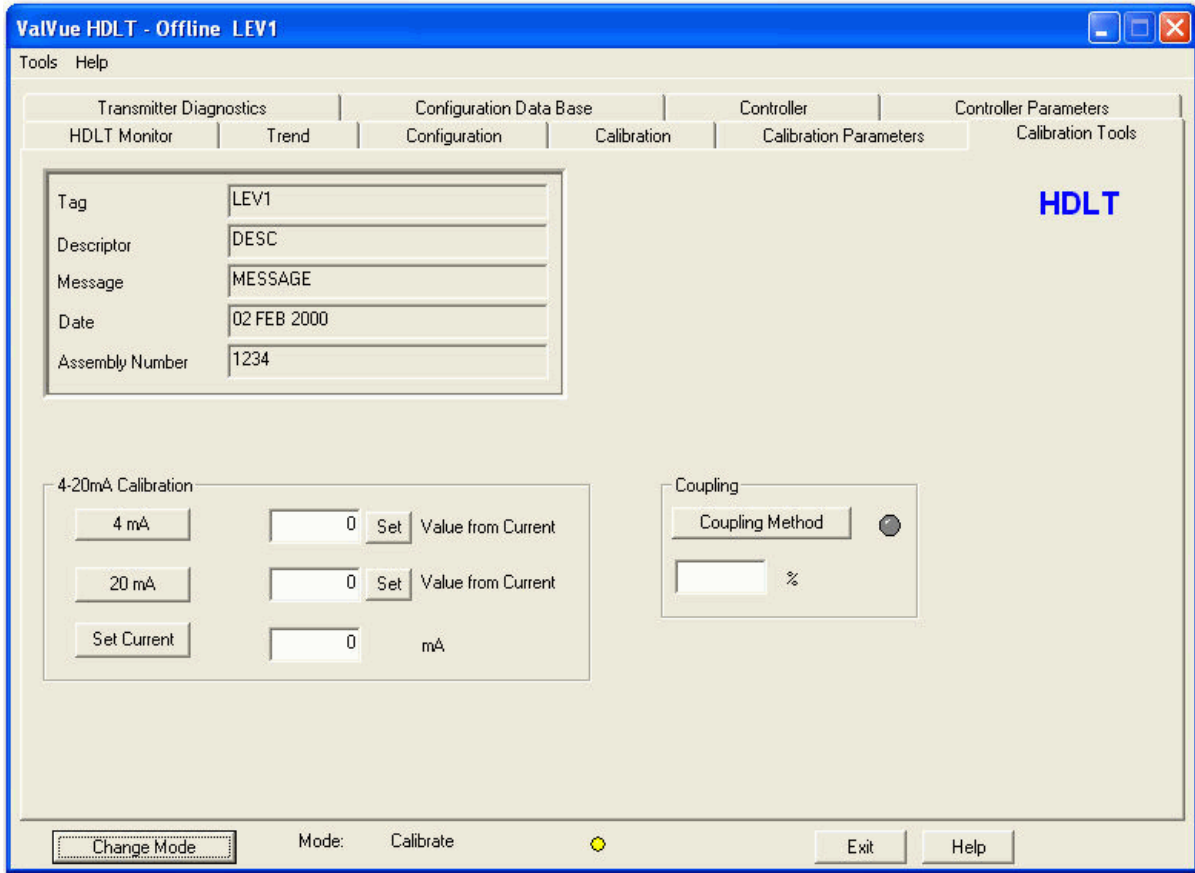 ValVue HDLT - Offline LEV1
Tools Help
Transmitter Diagnostics Configuration Data Base Controller Controller Parameters
HDLT Monitor Trend Configuration Calibration Calibration Parameters Calibration Tools
HDLT
Tag LEV1
Descriptor DESC
Message MESSAGE
Date 02 FEB 2000
Assembly Number 1234
4-20mA Calibration
4 mA 0 Set Value from Current
20 mA 0 Set Value from Current
Set Current 0 mA
Coupling
Coupling Method
%
Change Mode Mode: Calibrate Exit Help